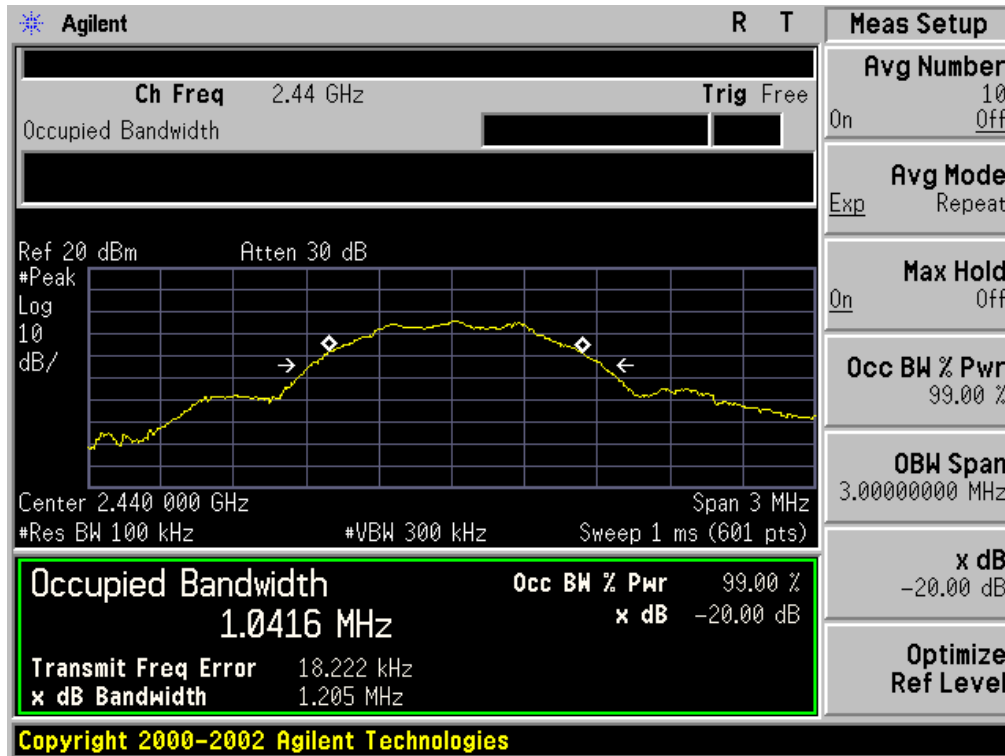 Agilent R T
Ch Freq 2.44 GHz Trig Free
Occupied Bandwidth
Ref 20 dBm Atten 30 dB
#Peak
Log
10
dB/
Center 2.440 000 GHz Span 3 MHz
#Res BW 100 kHz #VBW 300 kHz Sweep 1 ms (601 pts)
Occupied Bandwidth
1.0416 MHz
Occ BW % Pwr 99.00 %
x dB -20.00 dB
Transmit Freq Error 18.222 kHz
x dB Bandwidth 1.205 MHz
Copyright 2000-2002 Agilent Technologies
Meas Setup
Avg Number
10
On Off
Avg Mode
Exp Repeat
Max Hold
On Off
Occ BW % Pwr
99.00 %
OBW Span
3.00000000 MHz
x dB
-20.00 dB
Optimize
Ref Level